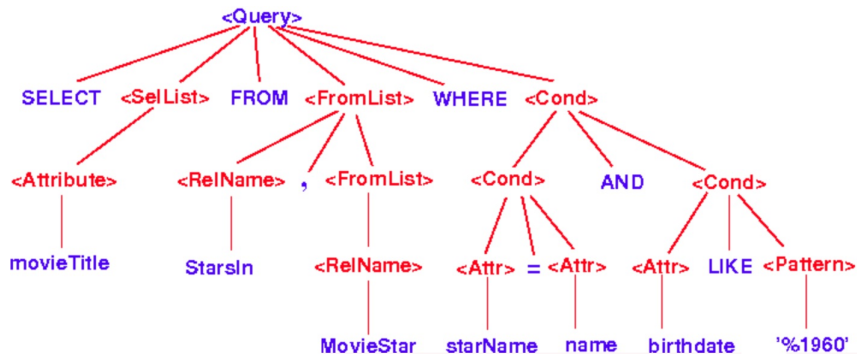 <Query>
SELECT <SelList> FROM <FromList> WHERE <Cond>
<Attribute> <RelName> , <FromList> <Cond> AND <Cond>
movieTitle StarsIn <RelName> <Attr> = <Attr> <Attr> LIKE <Pattern>
MovieStar starName name birthdate '%1960'